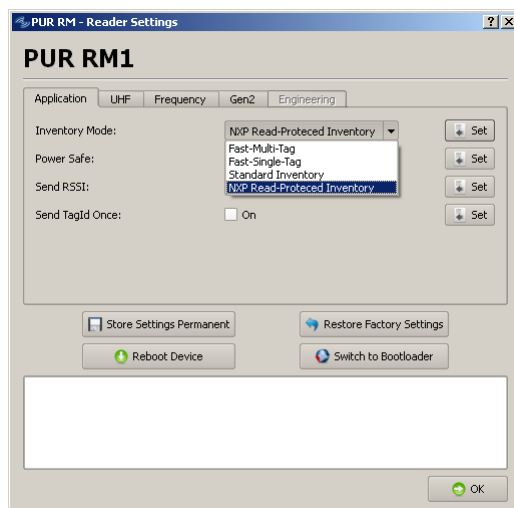 PUR RM - Reader Settings
PUR RM1
Application UHF Frequency Gen2 Engineering
Inventory Mode: NXP Read-Proteced Inventory Set
Fast-Multi-Tag
Power Safe: Fast-Single-Tag Set
Standard Inventory
Send RSSI: NXP Read-Proteced Inventory Set
Send TagId Once: On Set
Store Settings Permanent Restore Factory Settings
Reboot Device Switch to Bootloader
OK